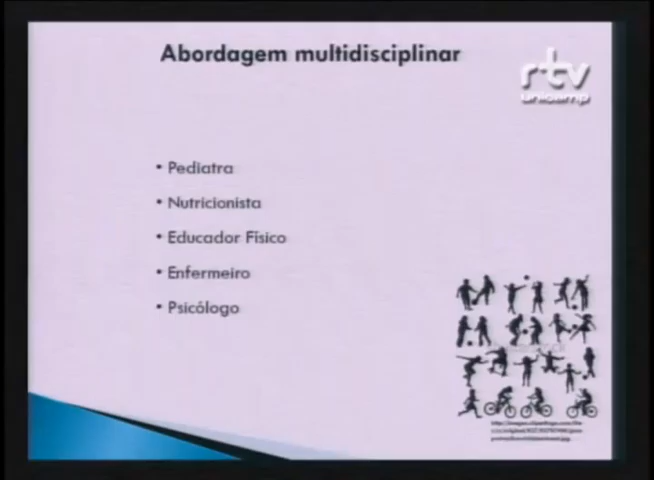 Abordagem multidisciplinar
rtv
unicamp
• Pediatra
• Nutricionista
• Educador Físico
• Enfermeiro
• Psicólogo